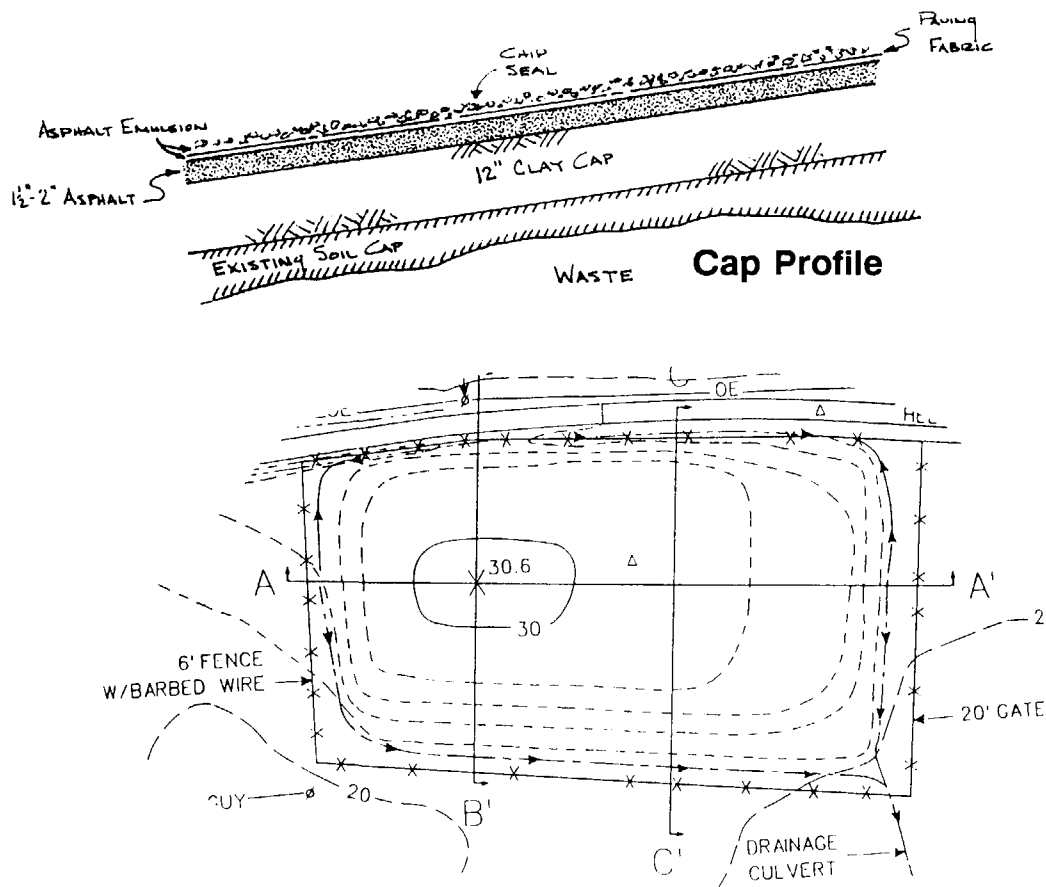 PAVING
FABRIC
CHIP
SEAL
ASPHALT EMULSION
12" CLAY CAP
1½"-2" ASPHALT
EXISTING SOIL CAP
WASTE
Cap Profile
OE
30.6
A
A'
30
2
6' FENCE
W/BARBED WIRE
20' GATE
20
B'
C'
DRAINAGE
CULVERT